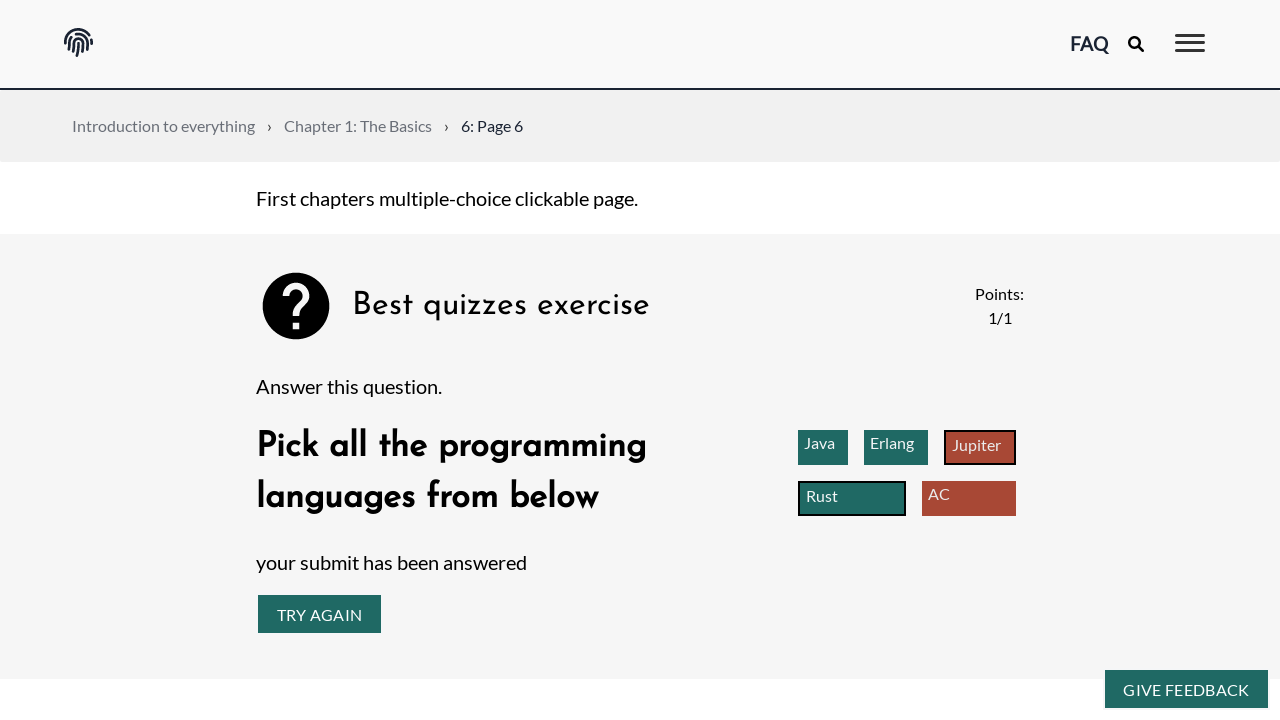 FAQ
Introduction to everything › Chapter 1: The Basics › 6: Page 6
First chapters multiple-choice clickable page.
Best quizzes exercise
Points:
1/1
Answer this question.
Pick all the programming
languages from below
Java Erlang Jupiter
Rust AC
your submit has been answered
TRY AGAIN
GIVE FEEDBACK